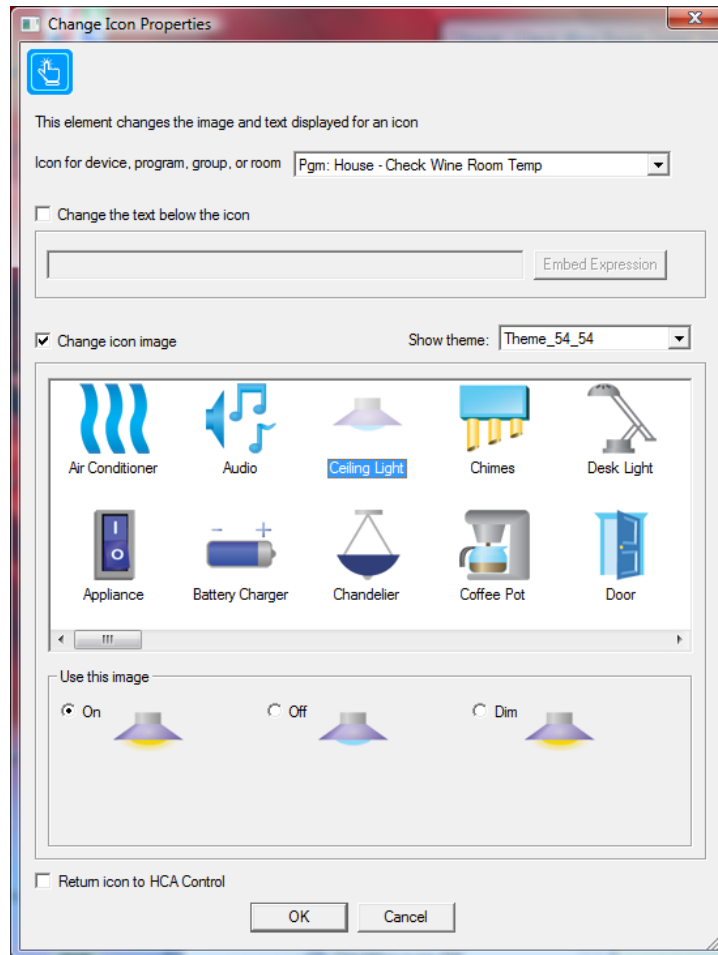 Change Icon Properties
This element changes the image and text displayed for an icon
Icon for device, program, group, or room Pgm: House - Check Wine Room Temp
Change the text below the icon
Embed Expression
Change icon image Show theme: Theme_54_54
Air Conditioner Audio Ceiling Light Chimes Desk Light
I
O
- +
Appliance Battery Charger Chandelier Coffee Pot Door
Use this image
On Off Dim
Return icon to HCA Control
OK Cancel